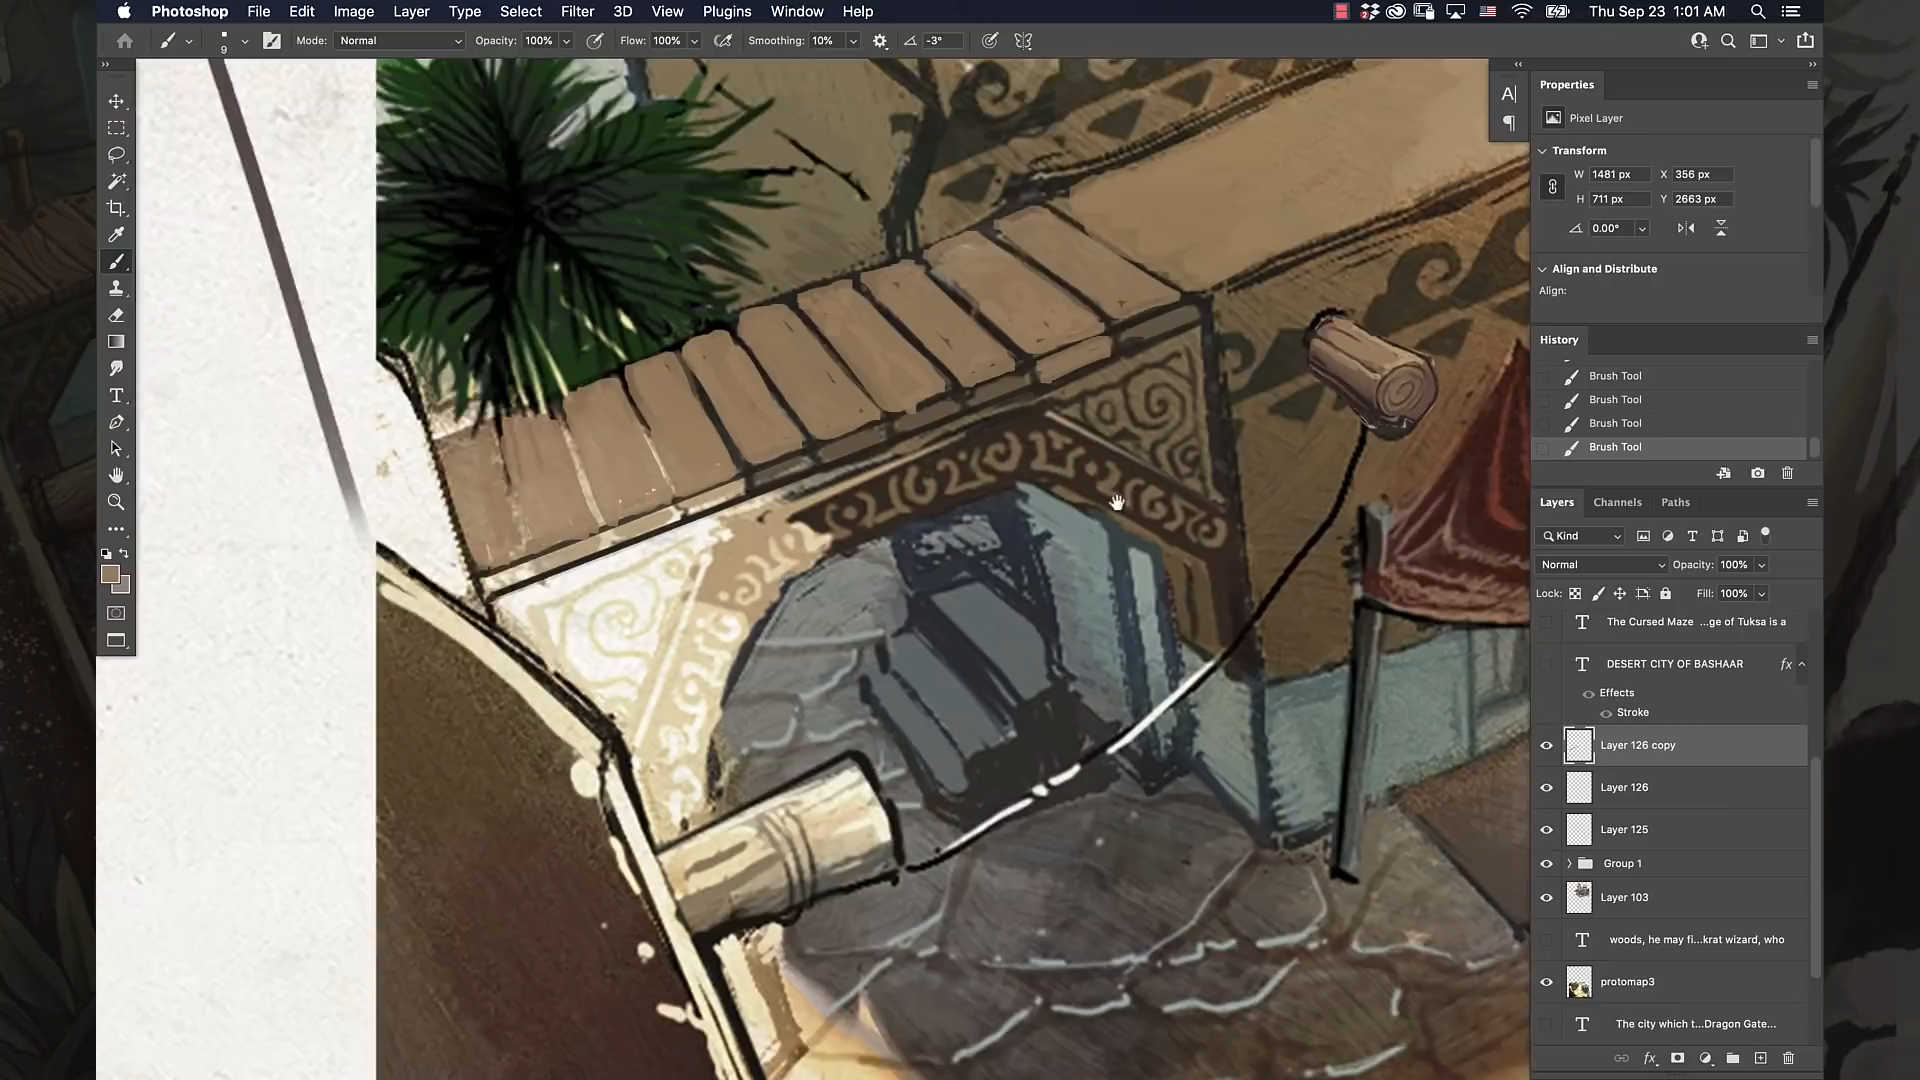 Photoshop File Edit Image Layer Type Select Filter 3D View Plugins Window Help
Thu Sep 23 1:01 AM
9
Mode: Normal
Opacity: 100%
Flow: 100%
Smoothing: 10%
-3°
Properties
Pixel Layer
Transform
W 1481 px X 356 px
H 711 px Y 2663 px
0.00°
Align and Distribute
Align:
History
Brush Tool
Brush Tool
Brush Tool
Brush Tool
Layers Channels Paths
Kind
Normal Opacity: 100%
Lock: Fill: 100%
The Cursed Maze ...ge of Tuksa is a
DESERT CITY OF BASHAAR fx
Effects
Stroke
Layer 126 copy
Layer 126
Layer 125
Group 1
Layer 103
woods, he may fi...krat wizard, who
protomap3
The city which t...Dragon Gate...
fx